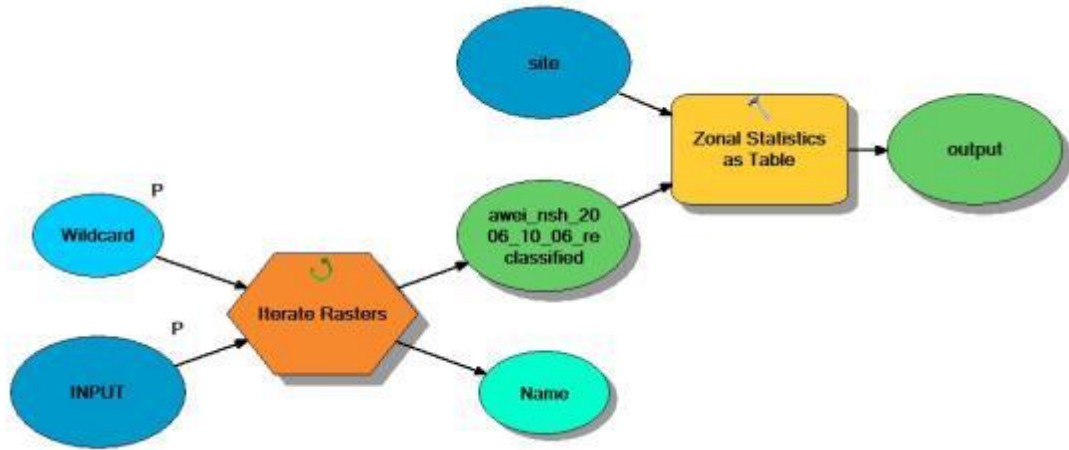 site
Zonal Statistics
as Table
output
P
Wildcard
awei_nsh_20
06_10_06_re
classified
Iterate Rasters
P
INPUT
Name